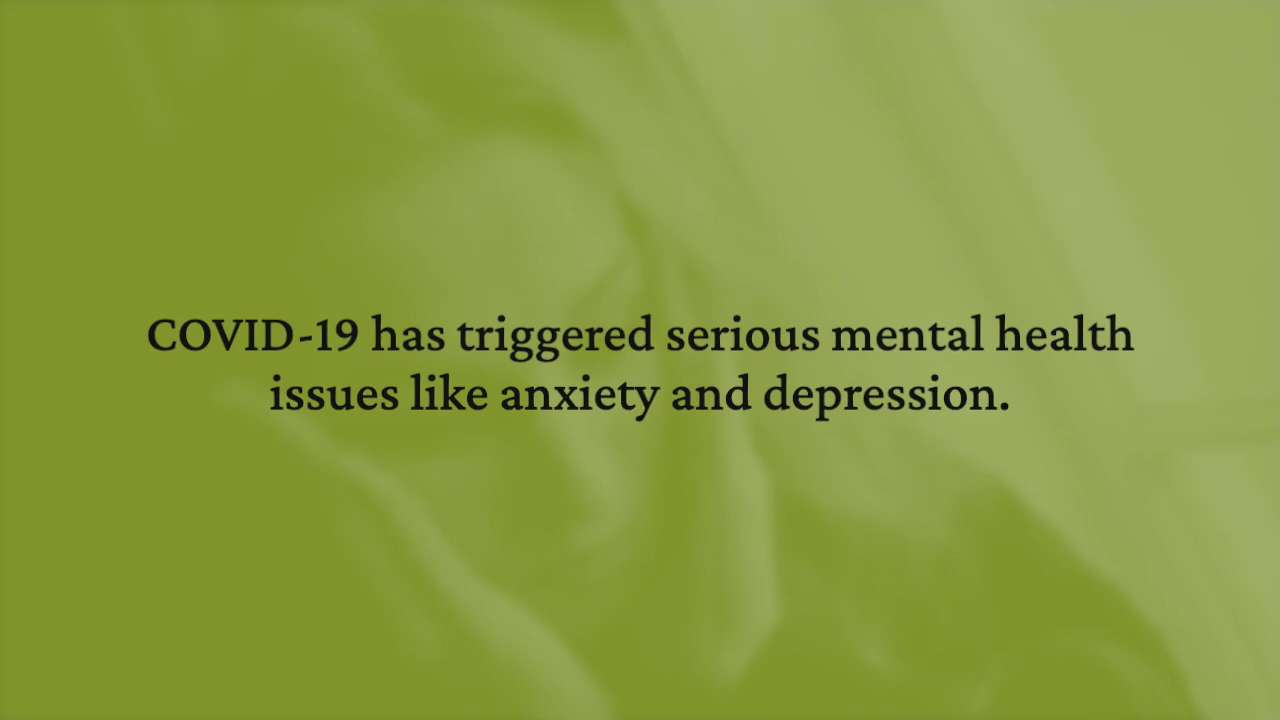 COVID-19 has triggered serious mental health
issues like anxiety and depression.